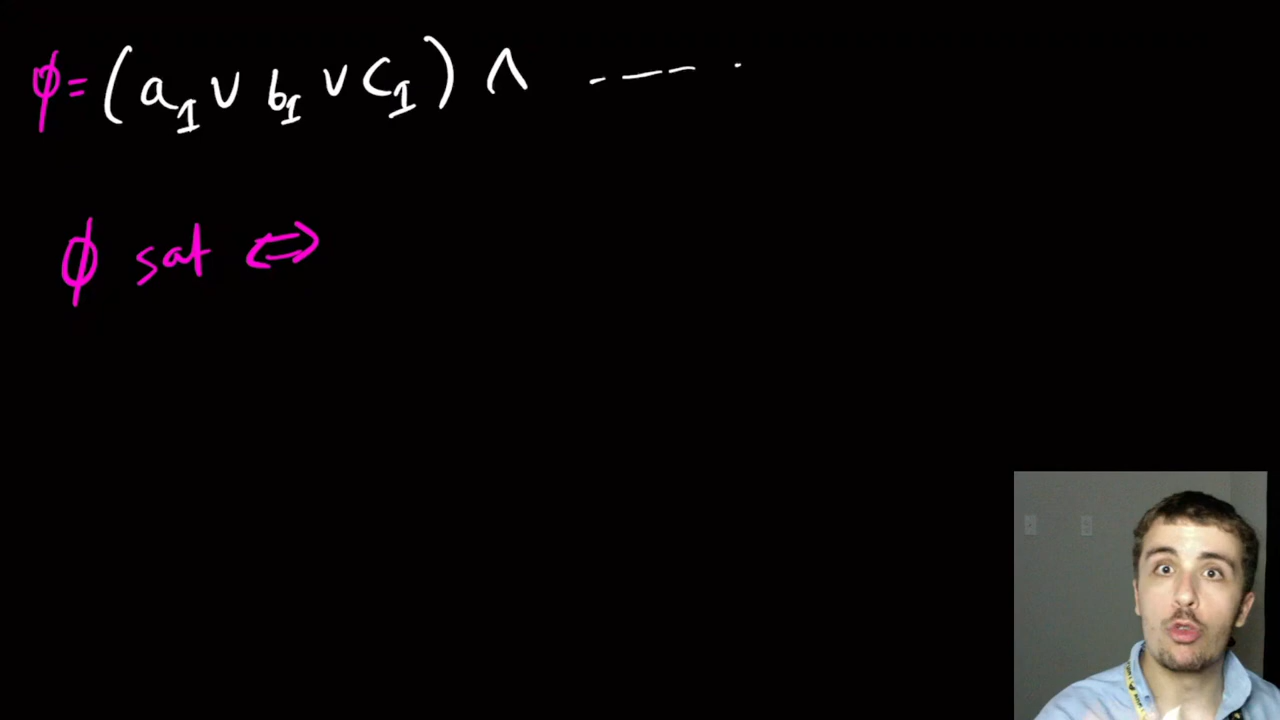 ϕ = (a₁ ∨ b₁ ∨ c₁) ∧ -----.
ϕ sat ⇔